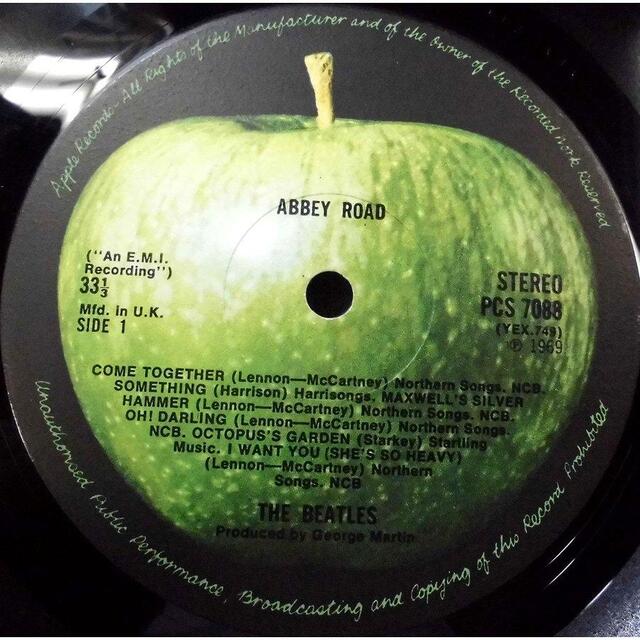 Apple Records - All Rights of the Manufacturer and of the Owner of the Recorded Work Reserved
ABBEY ROAD
("An E.M.I.
Recording")
33⅓
Mfd. in U.K.
SIDE 1
STEREO
PCS 7088
(YEX.749)
℗ 1969
COME TOGETHER (Lennon—McCartney) Northern Songs. NCB.
SOMETHING (Harrison) Harrisongs. MAXWELL'S SILVER
HAMMER (Lennon—McCartney) Northern Songs. NCB.
OH! DARLING (Lennon—McCartney) Northern Songs.
NCB. OCTOPUS'S GARDEN (Starkey) Startling
Music. I WANT YOU (SHE'S SO HEAVY)
(Lennon—McCartney) Northern
Songs. NCB
THE BEATLES
Produced by George Martin
Unauthorised Public Performance, Broadcasting and Copying of this Record Prohibited